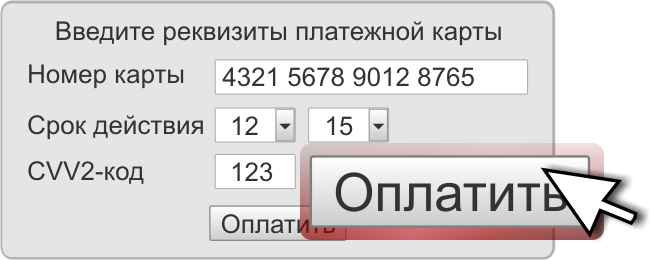 Введите реквизиты платежной карты
Номер карты 4321 5678 9012 8765
Срок действия 12 15
CVV2-код 123
Оплатить
Оплатить